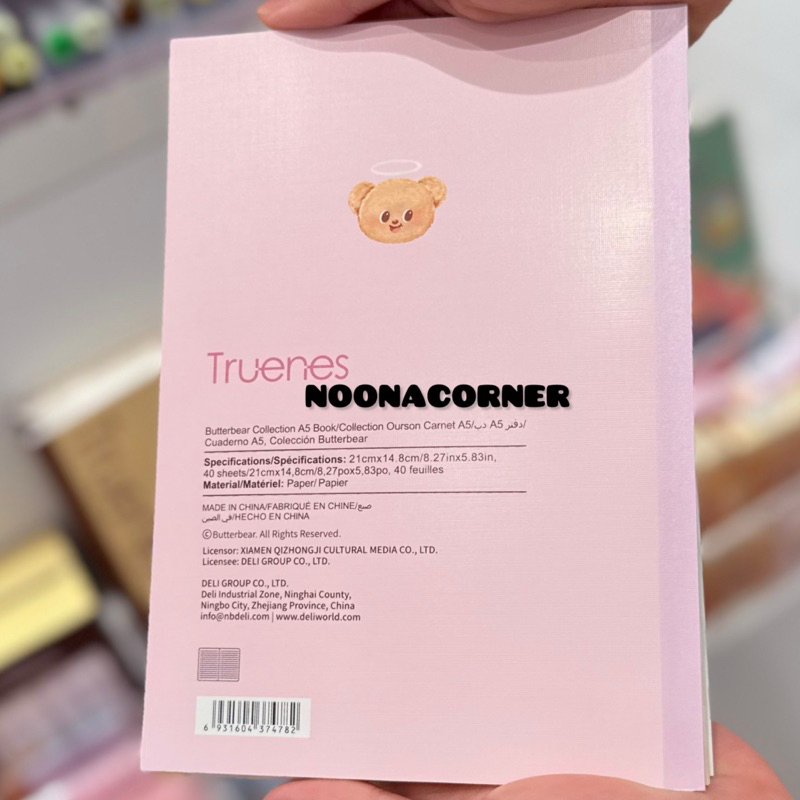 Truenes
NOONACORNER
Butterbear Collection A5 Book/Collection Ourson Carnet A5/دفتر A5 دب/
Cuaderno A5, Colección Butterbear
Specifications/Spécifications: 21cmx14.8cm/8.27inx5.83in,
40 sheets/21cmx14,8cm/8,27pox5,83po, 40 feuilles
Material/Matériel: Paper/ Papier
MADE IN CHINA/FABRIQUÉ EN CHINE/صنع
في الصين/HECHO EN CHINA
©Butterbear. All Rights Reserved.
Licensor: XIAMEN QIZHONGJI CULTURAL MEDIA CO., LTD.
Licensee: DELI GROUP CO., LTD.
DELI GROUP CO., LTD.
Deli Industrial Zone, Ninghai County,
Ningbo City, Zhejiang Province, China
info@nbdeli.com | www.deliworld.com
6 931604 374782